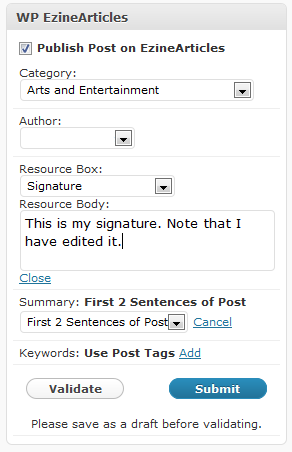 WP EzineArticles
Publish Post on EzineArticles
Category:
Arts and Entertainment
Author:
Resource Box:
Signature
Resource Body:
This is my signature. Note that I
have edited it.
Close
Summary: First 2 Sentences of Post
First 2 Sentences of Post Cancel
Keywords: Use Post Tags Add
Validate Submit
Please save as a draft before validating.